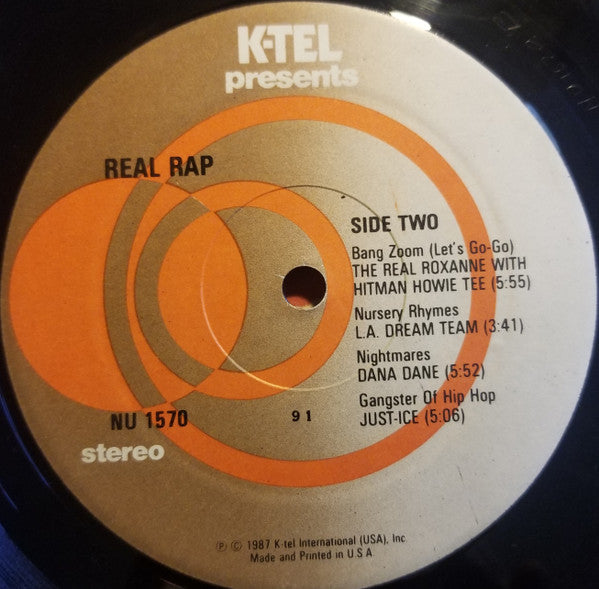 K-TEL
presents
REAL RAP
SIDE TWO
Bang Zoom (Let's Go-Go)
THE REAL ROXANNE WITH
HITMAN HOWIE TEE (5:55)
Nursery Rhymes
L.A. DREAM TEAM (3:41)
Nightmares
DANA DANE (5:52)
Gangster Of Hip Hop
JUST-ICE (5:06)
NU 1570
91
stereo
℗ © 1987 K-tel International (USA), Inc.
Made and Printed in U S A